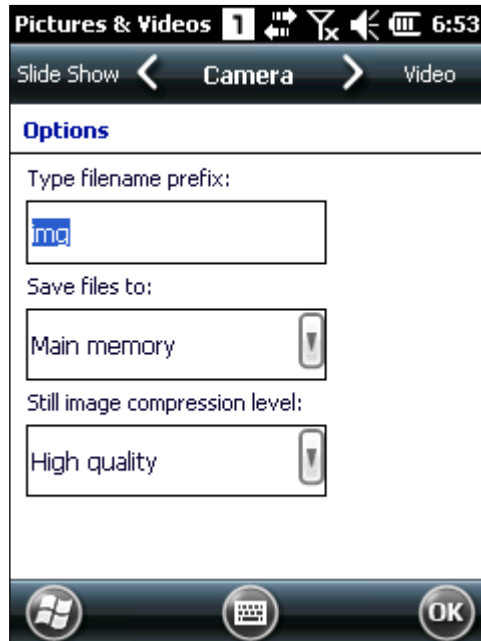 Pictures & Videos 1 6:53
Slide Show Camera Video
Options
Type filename prefix:
img
Save files to:
Main memory
Still image compression level:
High quality
OK